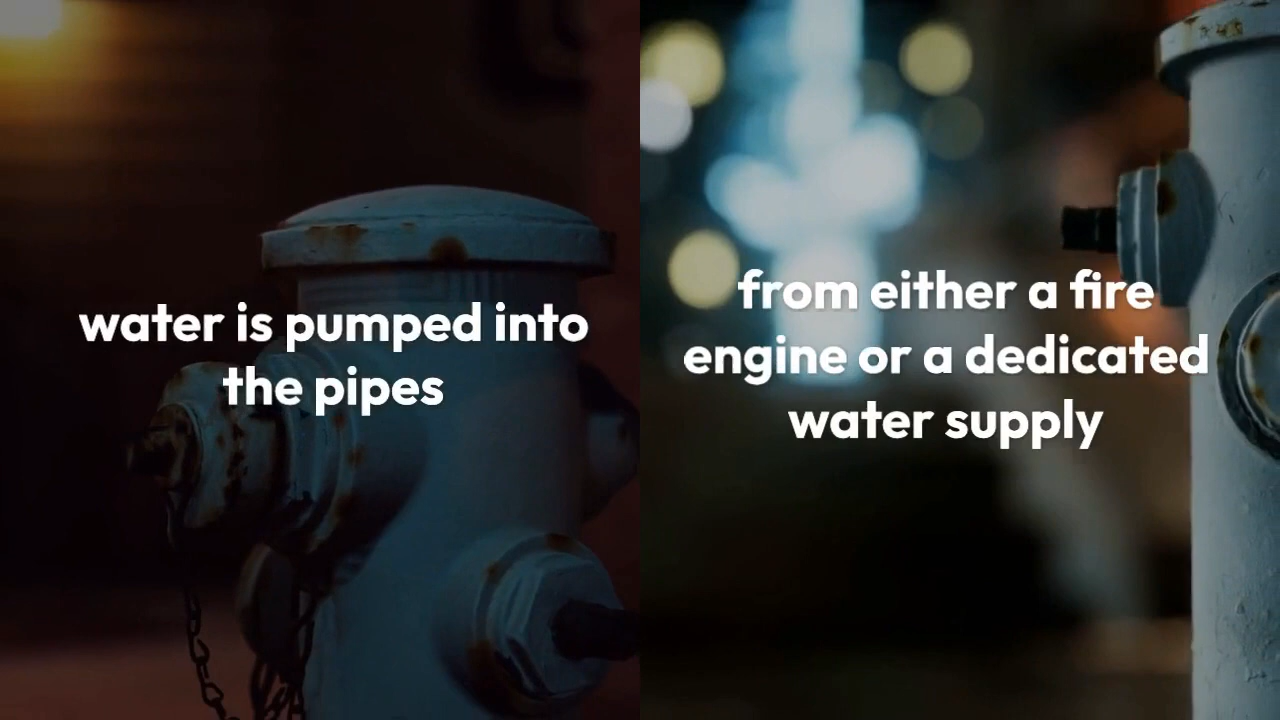 water is pumped into
the pipes
from either a fire
engine or a dedicated
water supply